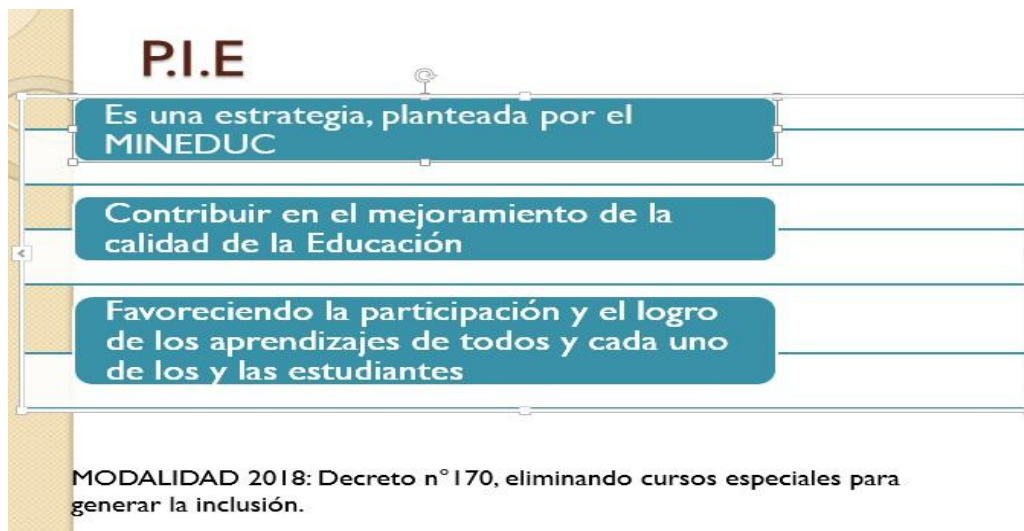 P.I.E
Es una estrategia, planteada por el
MINEDUC
Contribuir en el mejoramiento de la
calidad de la Educación
Favoreciendo la participación y el logro
de los aprendizajes de todos y cada uno
de los y las estudiantes
MODALIDAD 2018: Decreto n°170, eliminando cursos especiales para
generar la inclusión.